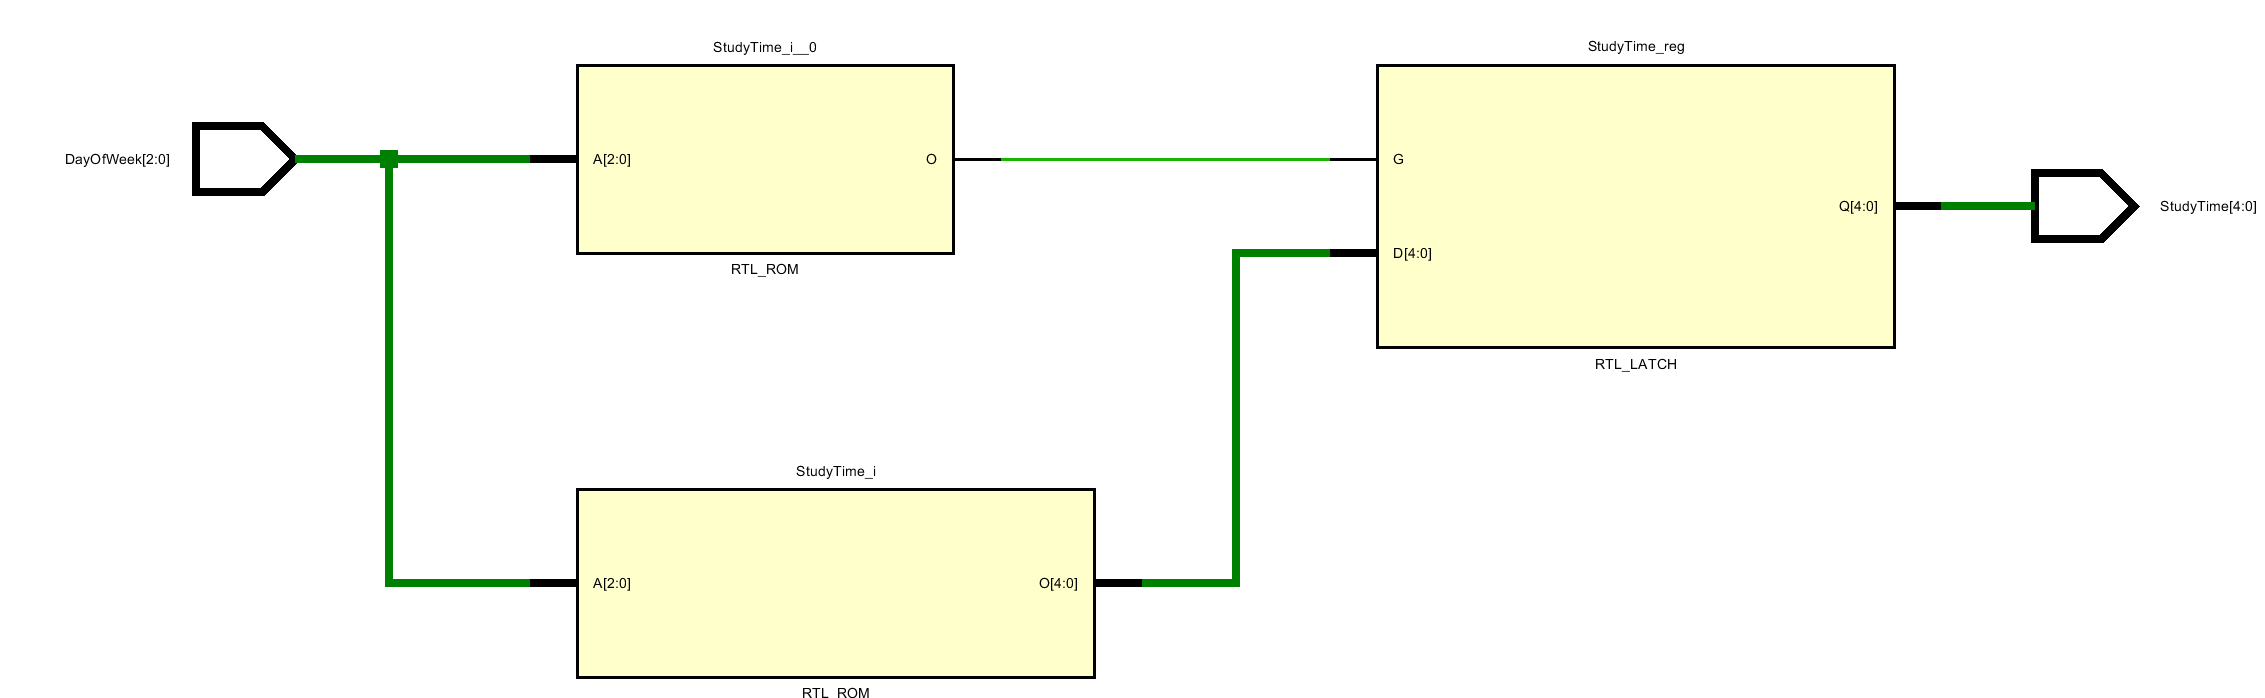 StudyTime_i__0
StudyTime_reg
DayOfWeek[2:0]
A[2:0]
O
G
Q[4:0]
StudyTime[4:0]
D[4:0]
RTL_ROM
RTL_LATCH
StudyTime_i
A[2:0]
O[4:0]
RTL_ROM